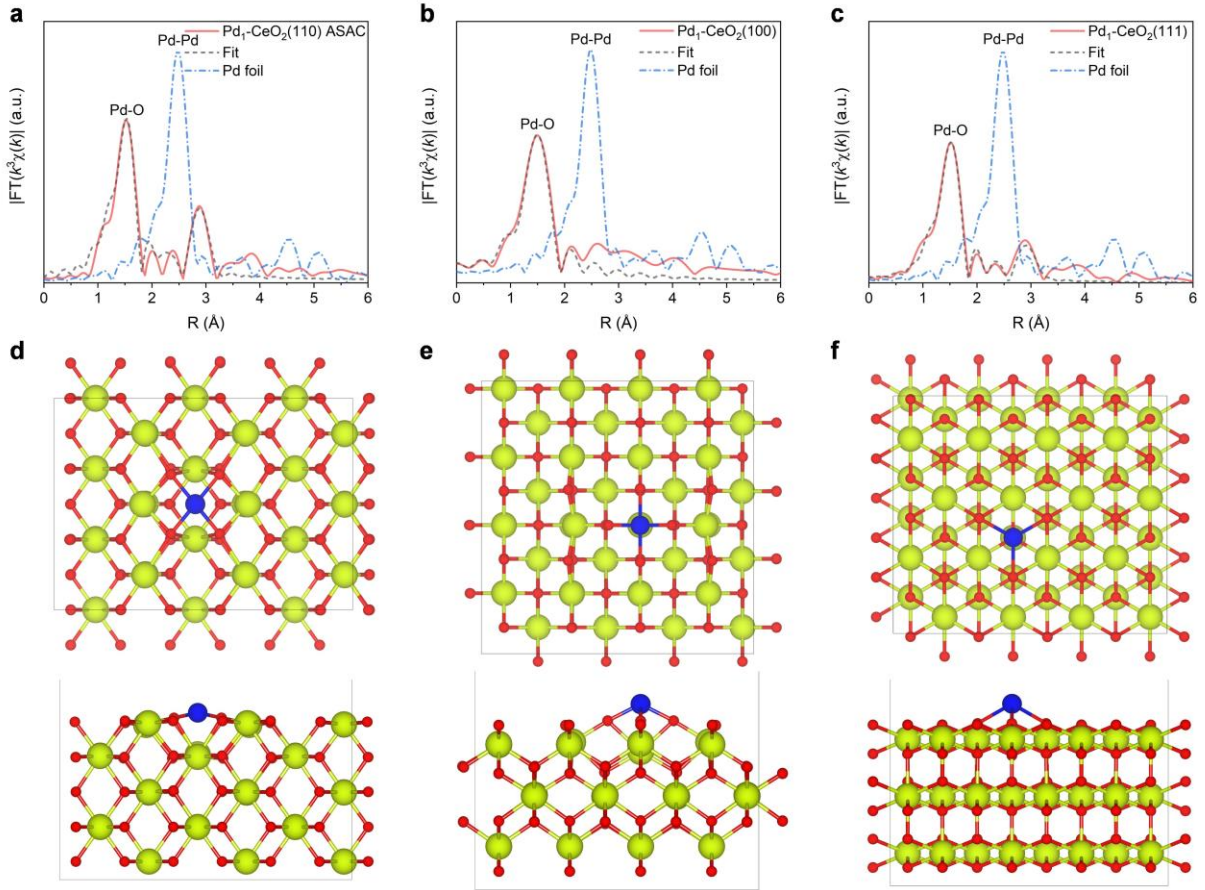 a
Pd₁-CeO₂(110) ASAC
Fit
Pd foil
Pd-Pd
Pd-O
|FT(k³χ(k)| (a.u.)
0 1 2 3 4 5 6
R (Å)
b
Pd₁-CeO₂(100)
Fit
Pd foil
Pd-Pd
Pd-O
|FT(k³χ(k)| (a.u.)
0 1 2 3 4 5 6
R (Å)
c
Pd₁-CeO₂(111)
Fit
Pd foil
Pd-Pd
Pd-O
|FT(k³χ(k)| (a.u.)
0 1 2 3 4 5 6
R (Å)
d
e
f